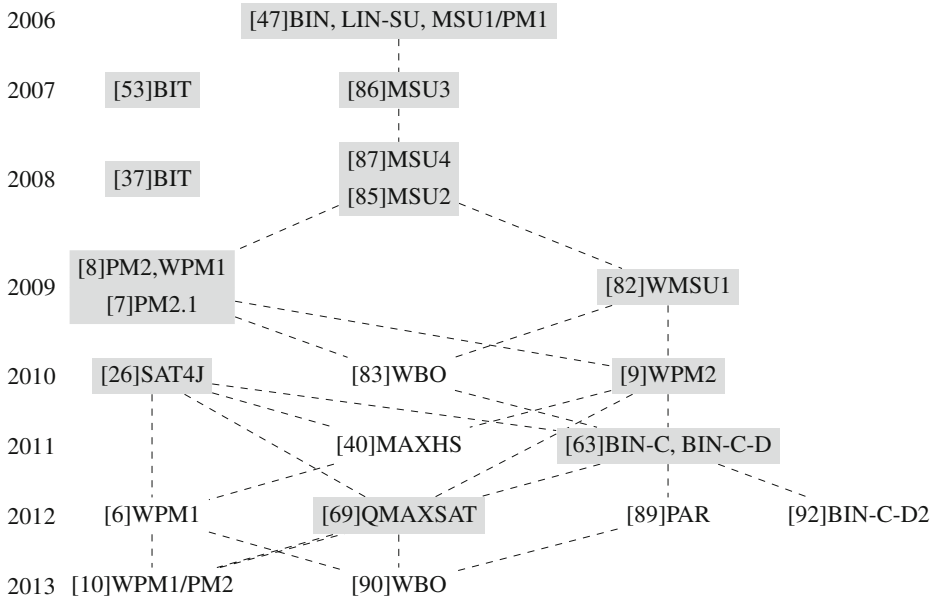 2006 [47]BIN, LIN-SU, MSU1/PM1
2007 [53]BIT [86]MSU3
[87]MSU4
2008 [37]BIT
[85]MSU2
[8]PM2,WPM1
2009 [82]WMSU1
[7]PM2.1
2010 [26]SAT4J [83]WBO [9]WPM2
2011 [40]MAXHS [63]BIN-C, BIN-C-D
2012 [6]WPM1 [69]QMAXSAT [89]PAR [92]BIN-C-D2
2013 [10]WPM1/PM2 [90]WBO